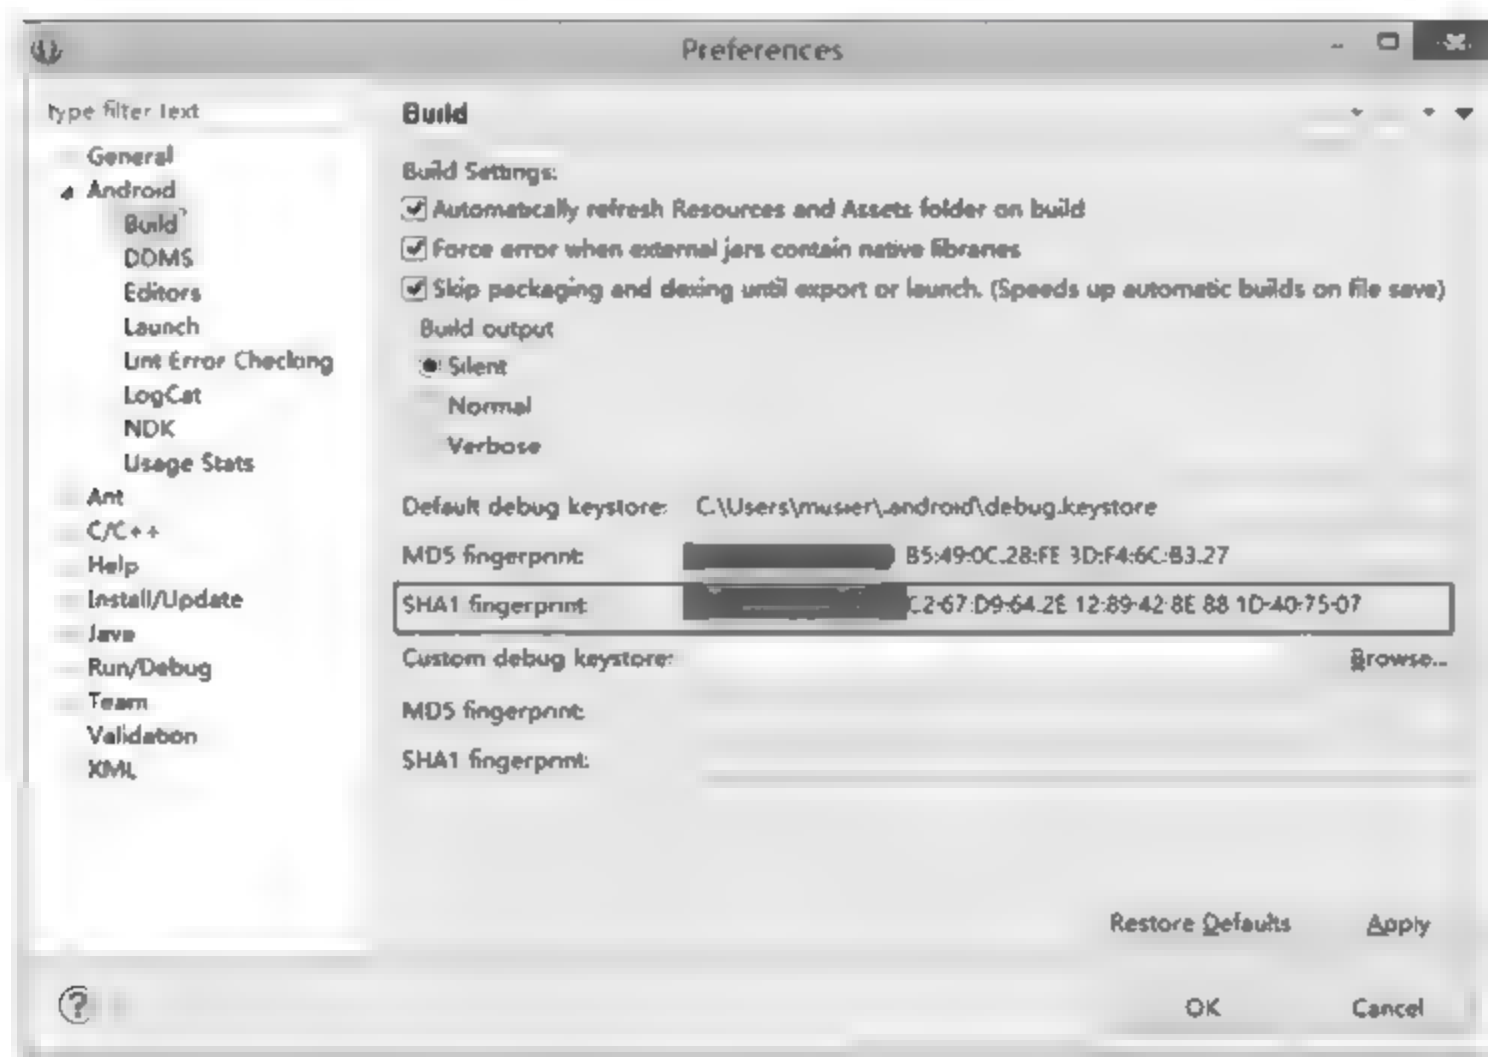 Preferences
type filter text
General
Android
Build
DDMS
Editors
Launch
Lint Error Checking
LogCat
NDK
Usage Stats
Ant
C/C++
Help
Install/Update
Java
Run/Debug
Team
Validation
XML
Build
Build Settings:
Automatically refresh Resources and Assets folder on build
Force error when external jars contain native libraries
Skip packaging and dexing until export or launch. (Speeds up automatic builds on file save)
Build output
Silent
Normal
Verbose
Default debug keystore: C:\Users\musier\.android\debug.keystore
MD5 fingerprint: B5:49:0C:28:FE:3D:F4:6C:B3:27
SHA1 fingerprint: C2:67:D9:64:2E:12:89:42:8E:88:1D:40:75:07
Custom debug keystore: Browse...
MD5 fingerprint:
SHA1 fingerprint:
Restore Defaults Apply
OK Cancel